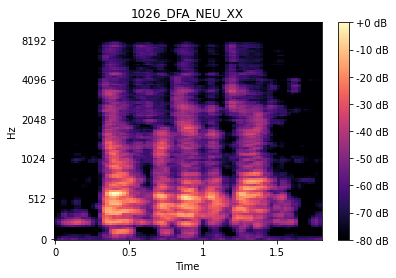 1026_DFA_NEU_XX
+0 dB
8192
-10 dB
4096
-20 dB
-30 dB
2048
Hz
-40 dB
1024
-50 dB
512
-60 dB
-70 dB
0
-80 dB
0 0.5 1 1.5
Time